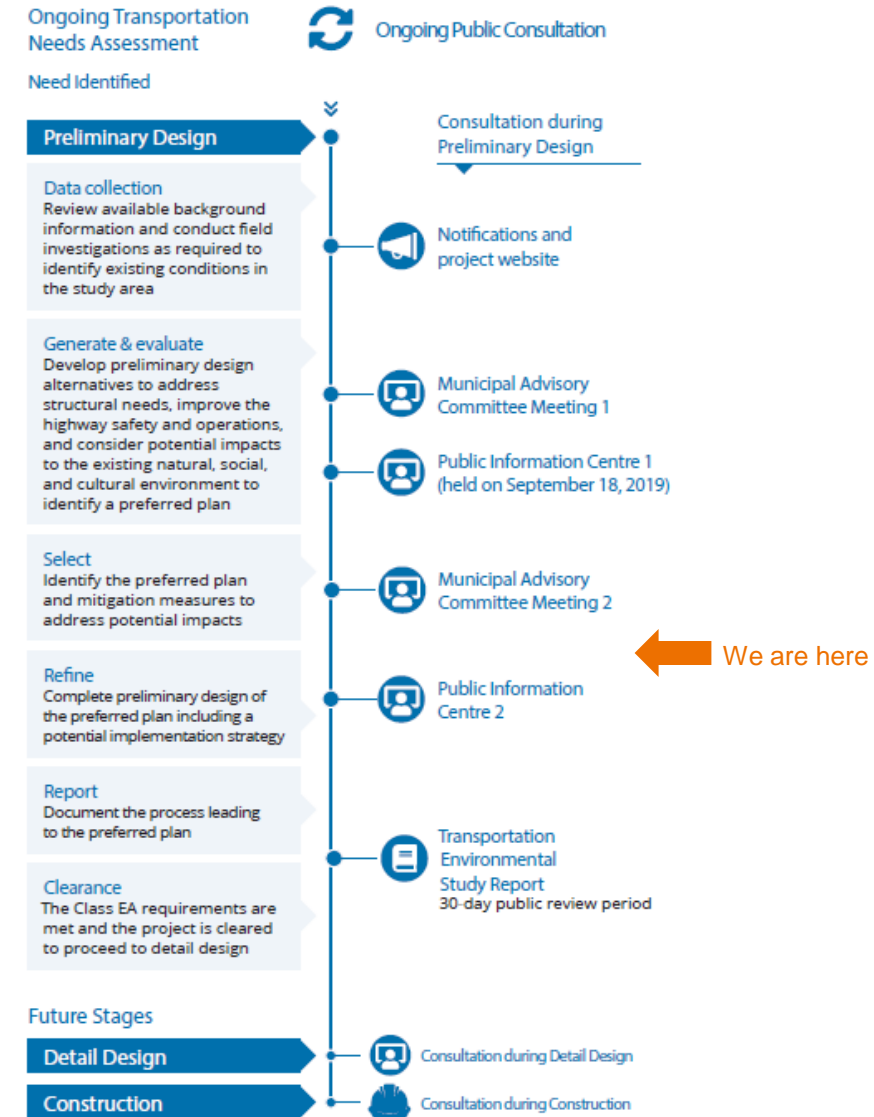 Ongoing Transportation
Needs Assessment
Ongoing Public Consultation
Need Identified
Preliminary Design
Consultation during
Preliminary Design
Data collection
Review available background
information and conduct field
investigations as required to
identify existing conditions in
the study area
Notifications and
project website
Generate & evaluate
Develop preliminary design
alternatives to address
structural needs, improve the
highway safety and operations,
and consider potential impacts
to the existing natural, social,
and cultural environment to
identify a preferred plan
Municipal Advisory
Committee Meeting 1
Public Information Centre 1
(held on September 18, 2019)
Select
Identify the preferred plan
and mitigation measures to
address potential impacts
Municipal Advisory
Committee Meeting 2
We are here
Refine
Complete preliminary design of
the preferred plan including a
potential implementation strategy
Public Information
Centre 2
Report
Document the process leading
to the preferred plan
Transportation
Environmental
Study Report
30-day public review period
Clearance
The Class EA requirements are
met and the project is cleared
to proceed to detail design
Future Stages
Detail Design
Consultation during Detail Design
Construction
Consultation during Construction